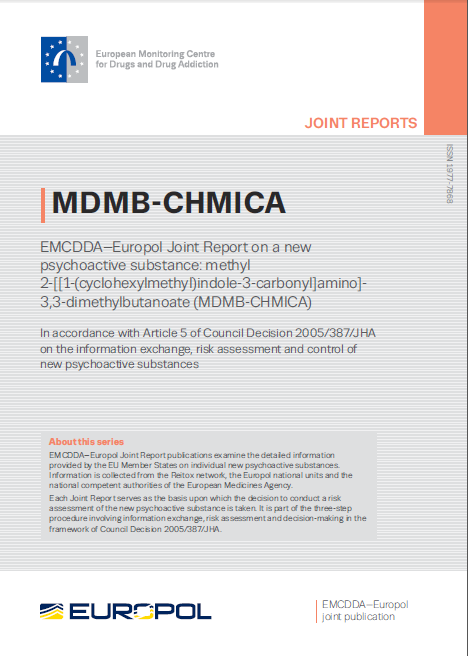 European Monitoring Centre
for Drugs and Drug Addiction
JOINT REPORTS
ISSN 1977-7868
MDMB-CHMICA
EMCDDA–Europol Joint Report on a new
psychoactive substance: methyl
2-[[1-(cyclohexylmethyl)indole-3-carbonyl]amino]-
3,3-dimethylbutanoate (MDMB-CHMICA)
In accordance with Article 5 of Council Decision 2005/387/JHA
on the information exchange, risk assessment and control of
new psychoactive substances
About this series
EMCDDA–Europol Joint Report publications examine the detailed information
provided by the EU Member States on individual new psychoactive substances.
Information is collected from the Reitox network, the Europol national units and the
national competent authorities of the European Medicines Agency.
Each Joint Report serves as the basis upon which the decision to conduct a risk
assessment of the new psychoactive substance is taken. It is part of the three-step
procedure involving information exchange, risk assessment and decision-making in the
framework of Council Decision 2005/387/JHA.
EUROPOL
EMCDDA–Europol
joint publication